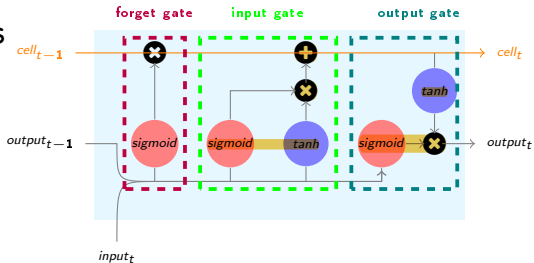 forget gate input gate output gate
s
cell_{t−1} cell_t
tanh
output_{t−1} sigmoid sigmoid tanh sigmoid output_t
input_t